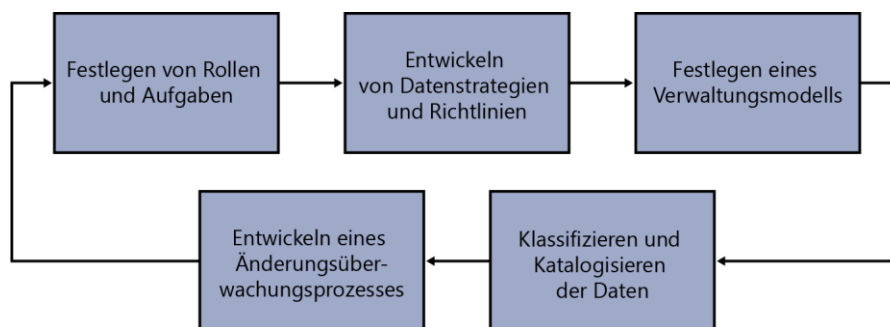 Festlegen von Rollen
und Aufgaben
Entwickeln
von Datenstrategien
und Richtlinien
Festlegen eines
Verwaltungsmodells
Entwickeln eines
Änderungsüber-
wachungsprozesses
Klassifizieren und
Katalogisieren
der Daten